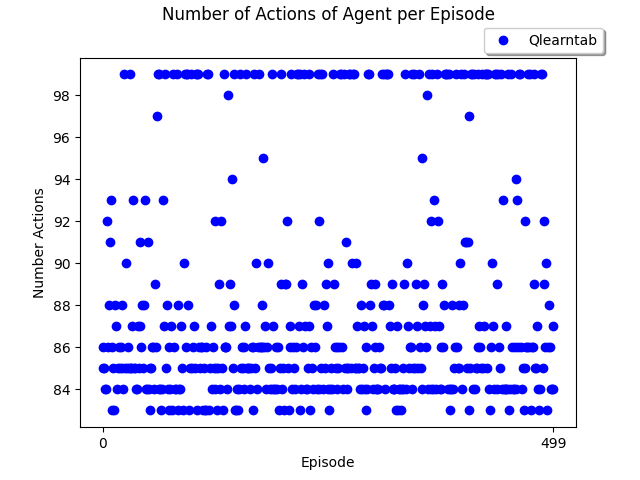 Number of Actions of Agent per Episode
Qlearntab
98
96
94
92
90
88
86
84
Number Actions
0
499
Episode